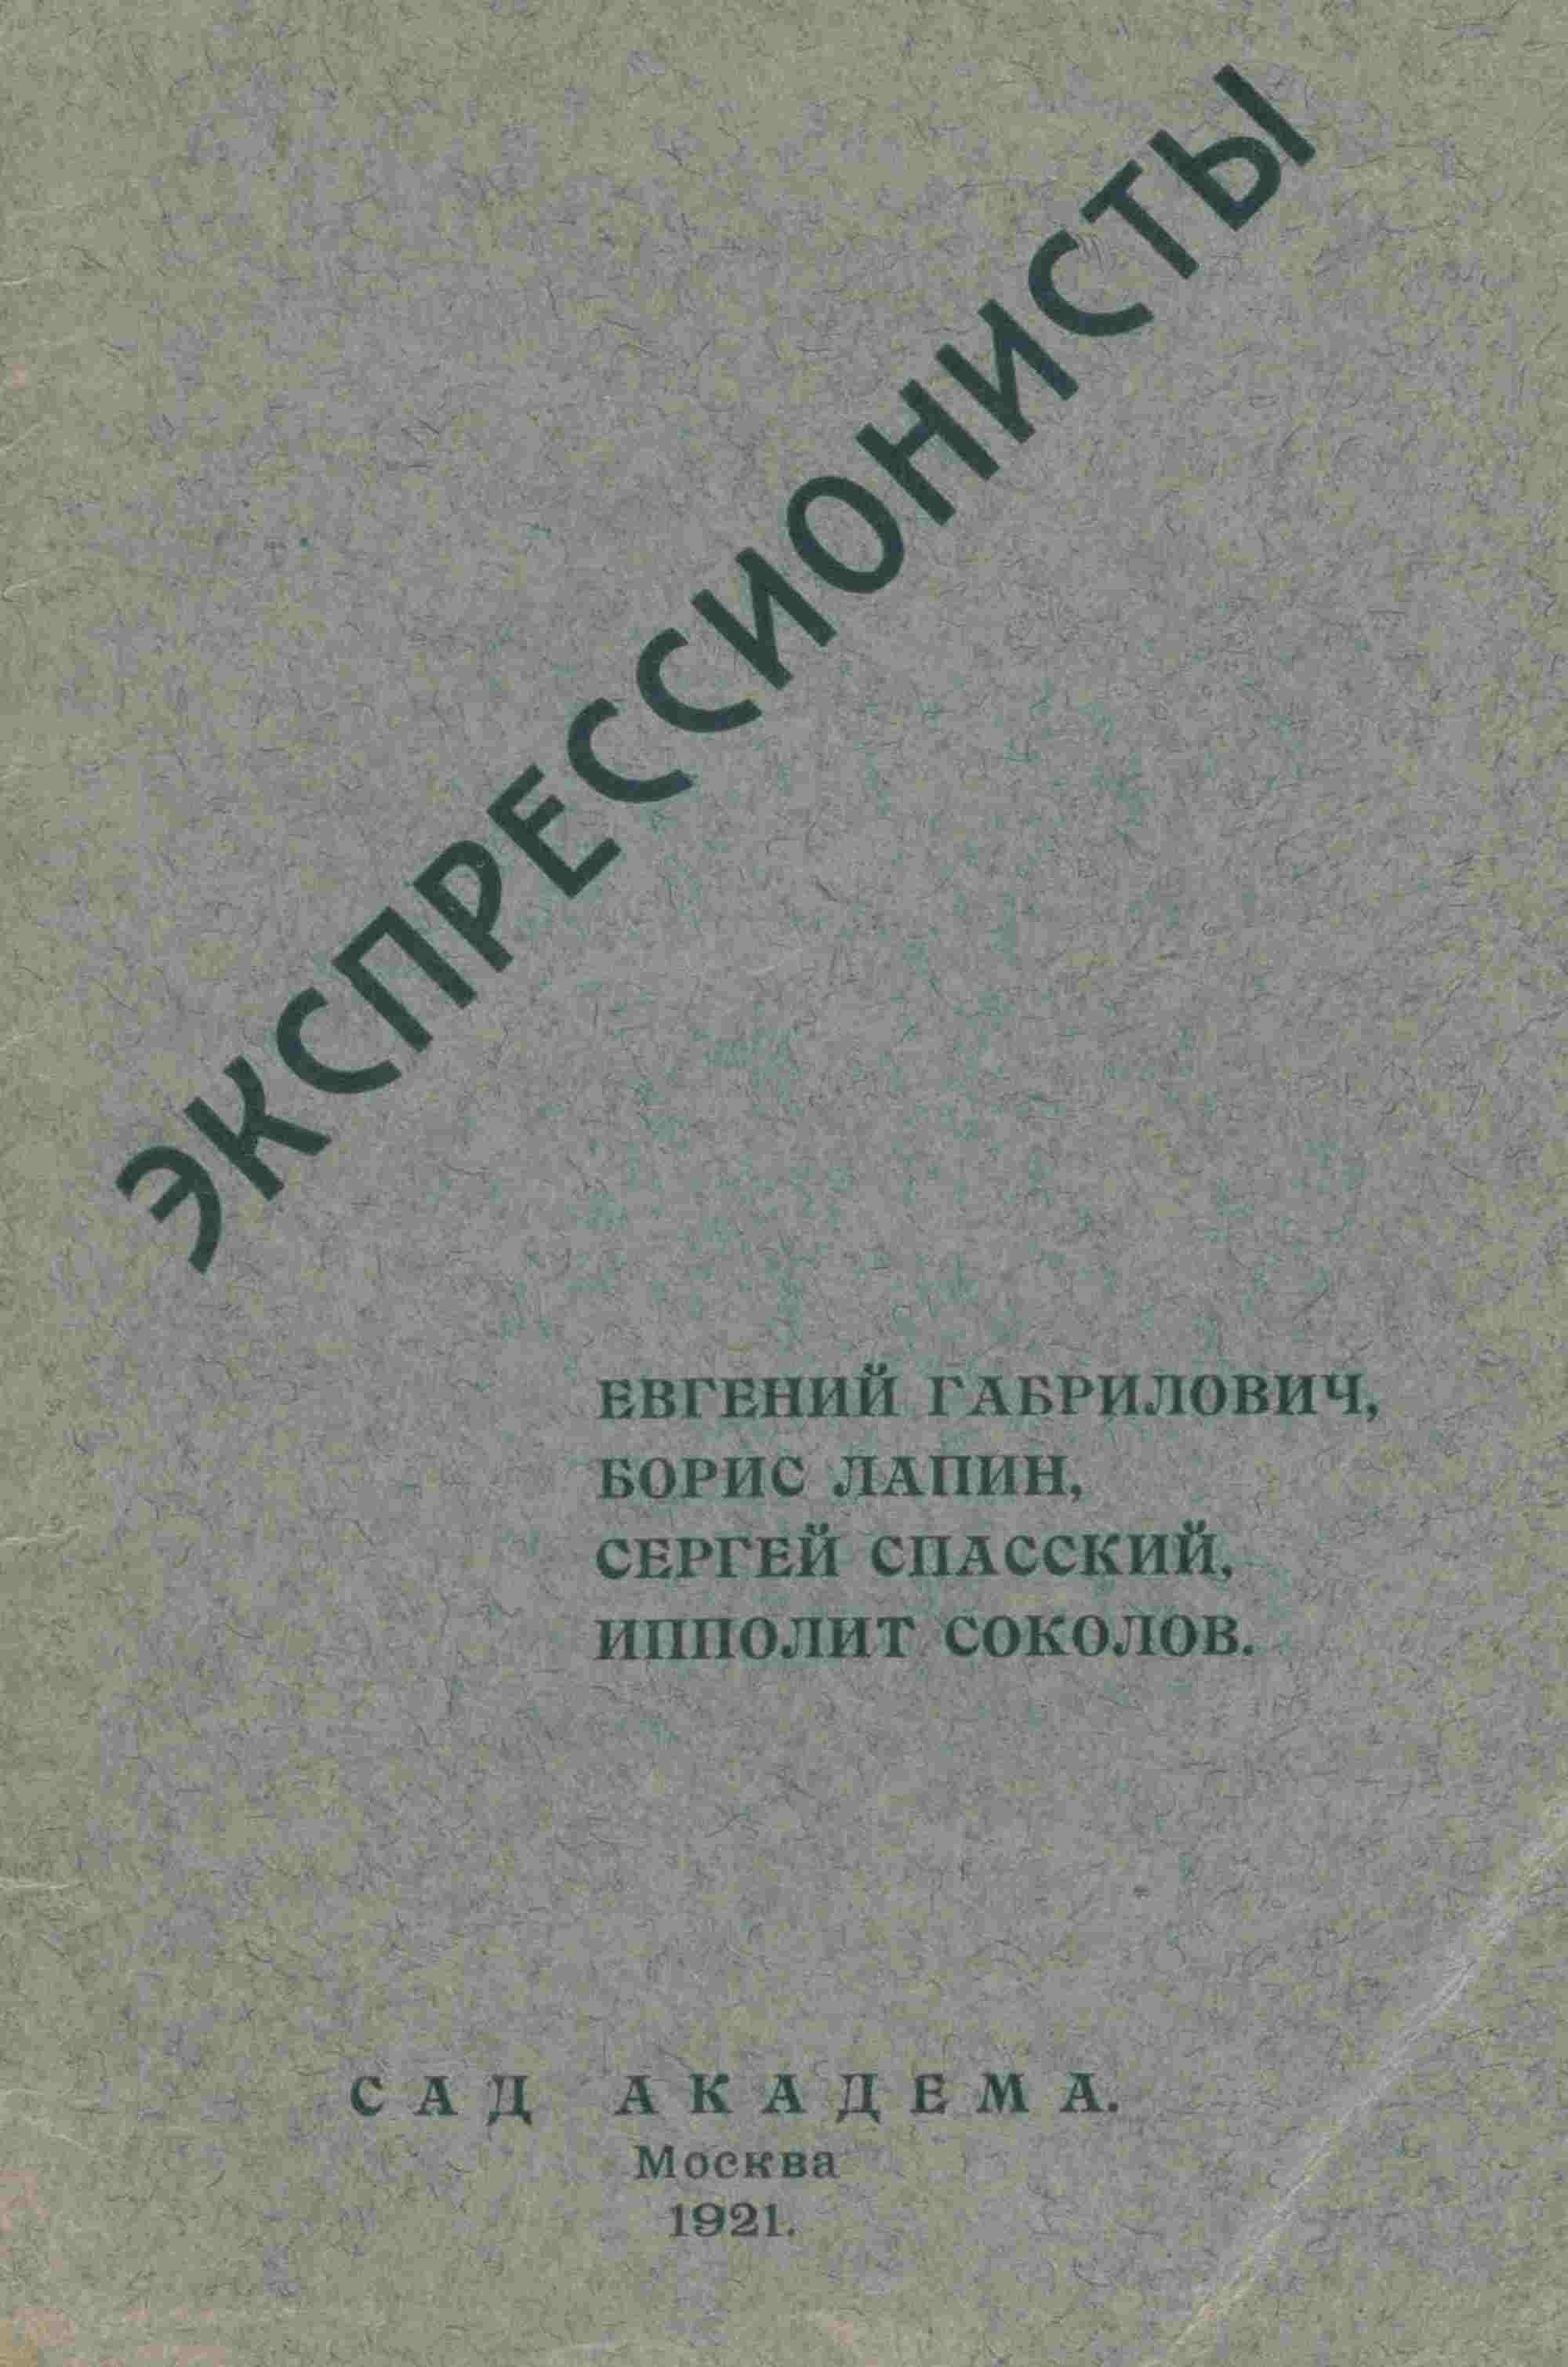 ЭКСПРЕССИОНИСТЫ
ЕВГЕНИЙ ГАБРИЛОВИЧ,
БОРИС ЛАПИН,
СЕРГЕЙ СПАССКИЙ,
ИППОЛИТ СОКОЛОВ.
САД АКАДЕМА.
Москва
1921.